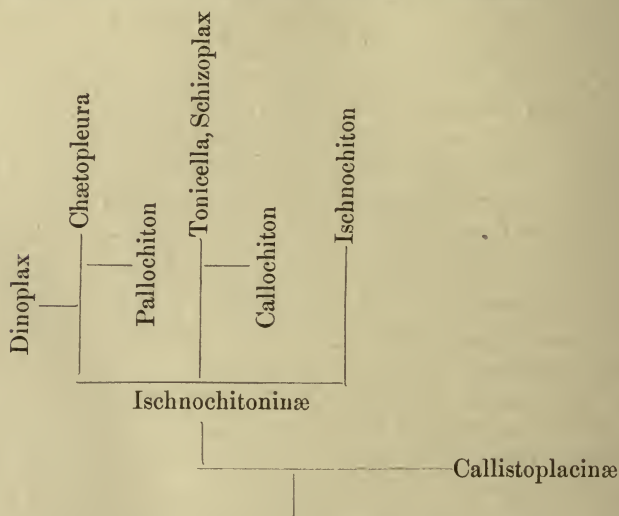 Dinoplax
Chætopleura
Pallochiton
Tonicella, Schizoplax
Callochiton
Ischnochiton
Ischnochitoninæ
Callistoplacinæ